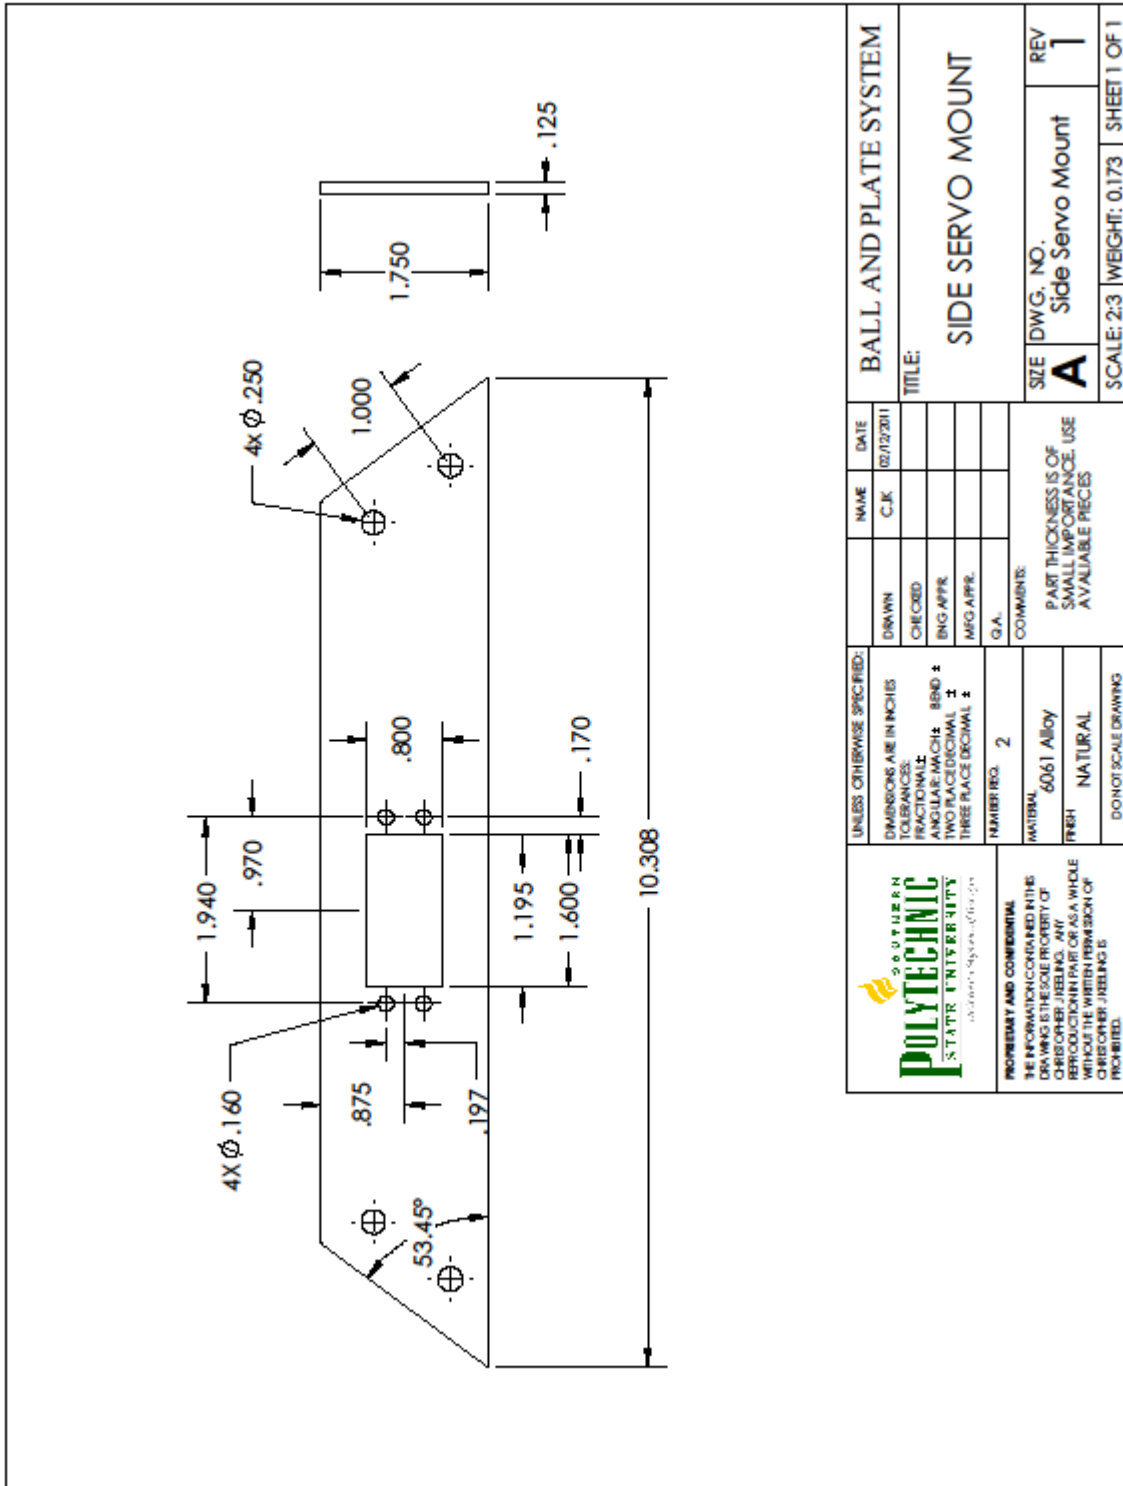 4x Ø .250
1.000
1.750
.125
1.940
.970
.800
.170
4X Ø .160
.875
.197
1.195
1.600
53.45°
10.308
SOUTHERN
POLYTECHNIC
STATE UNIVERSITY
PROPRIETARY AND CONFIDENTIAL
THE INFORMATION CONTAINED IN THIS
DRAWING IS THE SOLE PROPERTY OF
CHRISTOPHER J KEELING. ANY
REPRODUCTION IN PART OR AS A WHOLE
WITHOUT THE WRITTEN PERMISSION OF
CHRISTOPHER J KEELING IS
PROHIBITED.
UNLESS OTHERWISE SPECIFIED:
DIMENSIONS ARE IN INCHES
TOLERANCES:
FRACTIONAL±
ANGULAR: MACH± BEND ±
TWO PLACE DECIMAL ±
THREE PLACE DECIMAL ±
NUMBER REQ. 2
MATERIAL
6061 Alloy
FINISH
NATURAL
DO NOT SCALE DRAWING
NAME DATE
DRAWN CJK 02/12/2011
CHECKED
ENG APPR.
MFG APPR.
Q.A.
COMMENTS:
PART THICKNESS IS OF
SMALL IMPORTANCE. USE
AVALIABLE PIECES
BALL AND PLATE SYSTEM
TITLE:
SIDE SERVO MOUNT
SIZE DWG. NO. REV
A Side Servo Mount 1
SCALE: 2:3 WEIGHT: 0.173 SHEET 1 OF 1